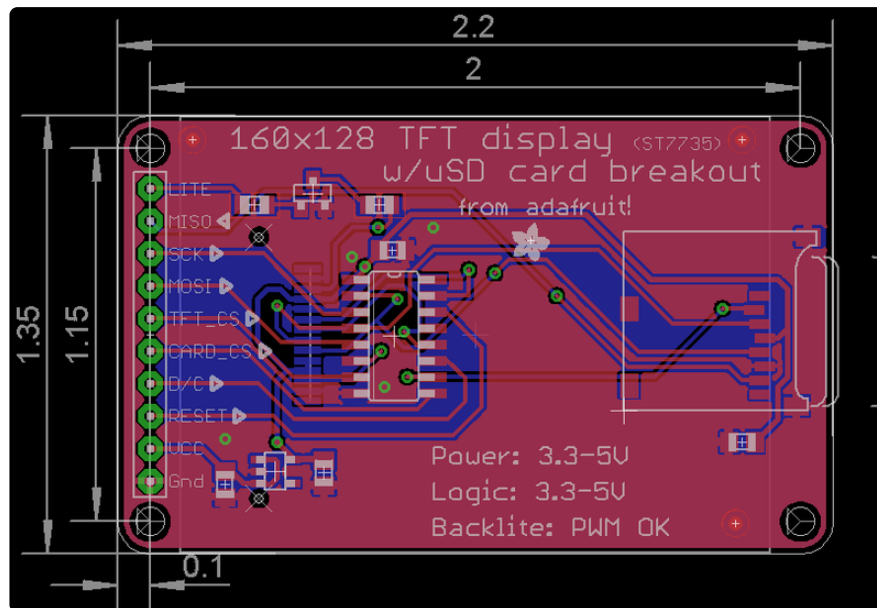 2.2
2
160x128 TFT display (ST7735)
w/uSD card breakout
from adafruit!
LITE
MISO
SCK
MOSI
TFT_CS
CARD_CS
D/C
RESET
VCC
Gnd
1.35
1.15
Power: 3.3-5V
Logic: 3.3-5V
Backlite: PWM OK
0.1